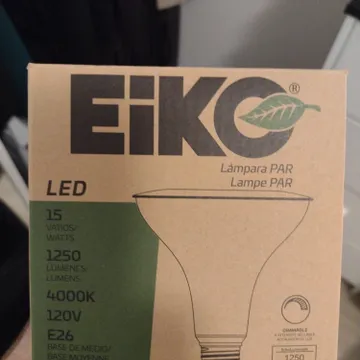 EiKO®
Lámpara PAR
Lampe PAR
LED
15
VATIOS/
WATTS
1250
LÚMENES/
LUMENS
4000K
120V
E26
BASE DE MEDIO/
DIMMABLE
1250